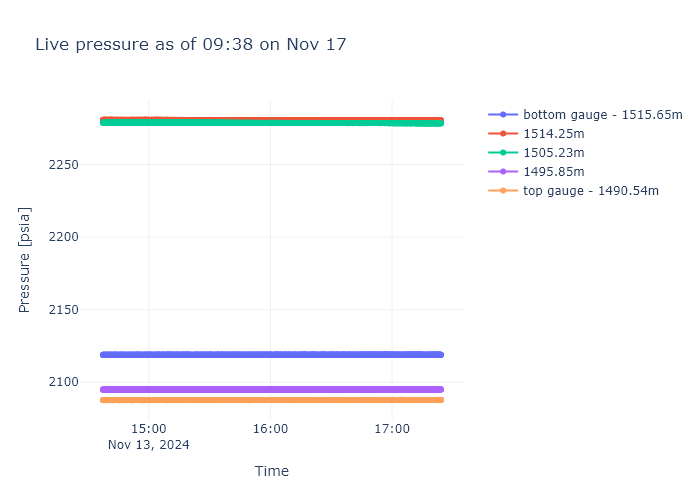 Live pressure as of 09:38 on Nov 17
Pressure [psia]
2250
2200
2150
2100
15:00
Nov 13, 2024
16:00
17:00
Time
bottom gauge - 1515.65m
1514.25m
1505.23m
1495.85m
top gauge - 1490.54m